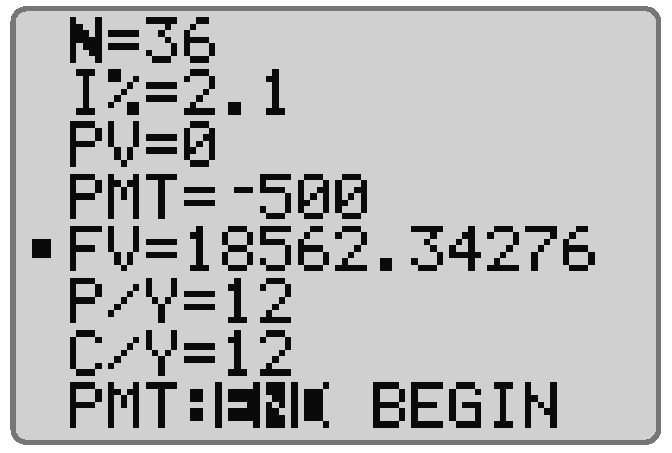 N=36
I%=2.1
PV=0
PMT=-500
▪FV=18562.34276
P/Y=12
C/Y=12
PMT:END BEGIN